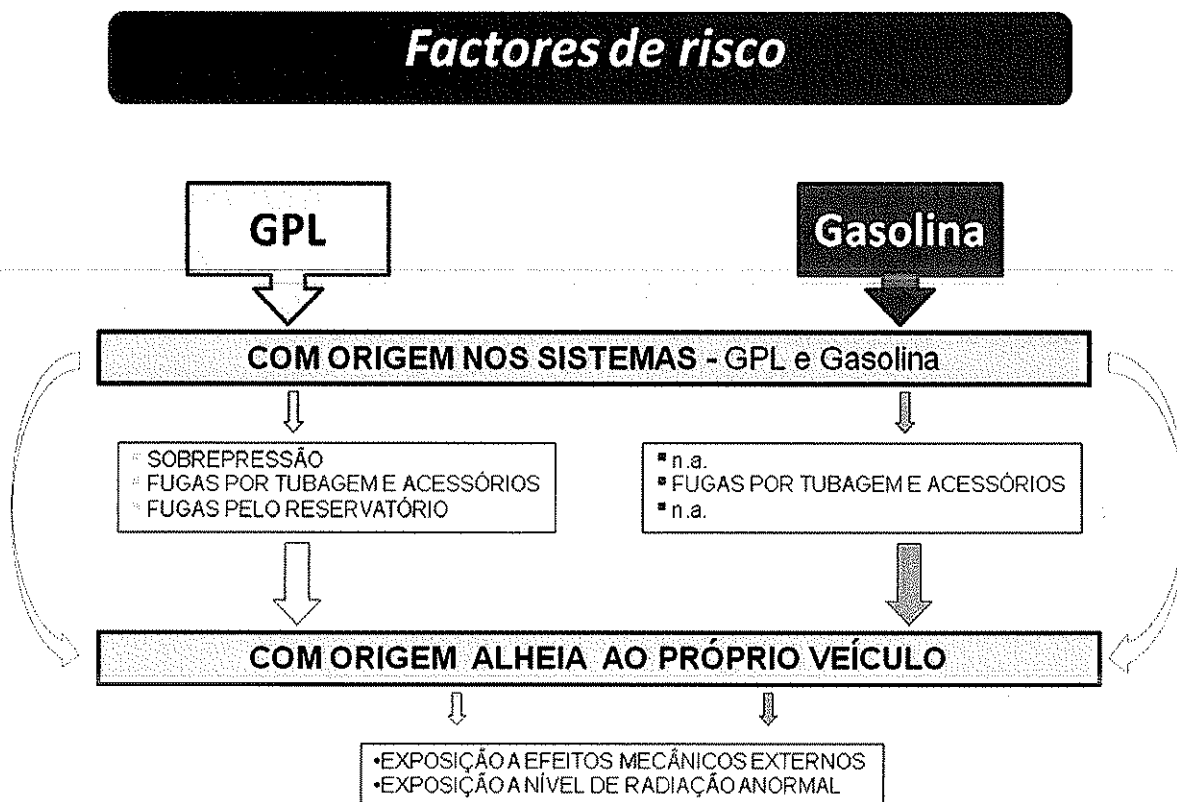 Factores de risco
GPL
Gasolina
COM ORIGEM NOS SISTEMAS - GPL e Gasolina
SOBREPRESSÃO
FUGAS POR TUBAGEM E ACESSÓRIOS
FUGAS PELO RESERVATÓRIO
n.a.
FUGAS POR TUBAGEM E ACESSÓRIOS
n.a.
COM ORIGEM ALHEIA AO PRÓPRIO VEÍCULO
•EXPOSIÇÃO A EFEITOS MECÂNICOS EXTERNOS
•EXPOSIÇÃO A NÍVEL DE RADIAÇÃO ANORMAL